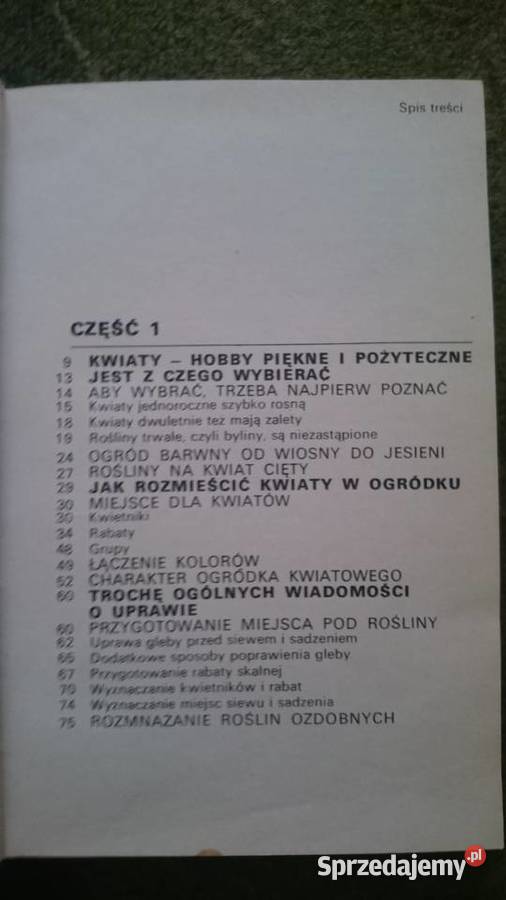 Spis treści
CZĘŚĆ 1
9 KWIATY – HOBBY PIĘKNE I POŻYTECZNE
13 JEST Z CZEGO WYBIERAĆ
14 ABY WYBRAĆ, TRZEBA NAJPIERW POZNAĆ
15 Kwiaty jednoroczne szybko rosną
18 Kwiaty dwuletnie też mają zalety
19 Rośliny trwałe, czyli byliny, są niezastąpione
24 OGRÓD BARWNY OD WIOSNY DO JESIENI
27 ROŚLINY NA KWIAT CIĘTY
29 JAK ROZMIEŚCIĆ KWIATY W OGRÓDKU
30 MIEJSCE DLA KWIATÓW
30 Kwietniki
34 Rabaty
48 Grupy
49 ŁĄCZENIE KOLORÓW
52 CHARAKTER OGRÓDKA KWIATOWEGO
60 TROCHĘ OGÓLNYCH WIADOMOŚCI
O UPRAWIE
60 PRZYGOTOWANIE MIEJSCA POD ROŚLINY
62 Uprawa gleby przed siewem i sadzeniem
65 Dodatkowe sposoby poprawienia gleby
67 Przygotowanie rabaty skalnej
70 Wyznaczanie kwietników i rabat
74 Wyznaczanie miejsc siewu i sadzenia
75 ROZMNAŻANIE ROŚLIN OZDOBNYCH
Sprzedajemy.pl